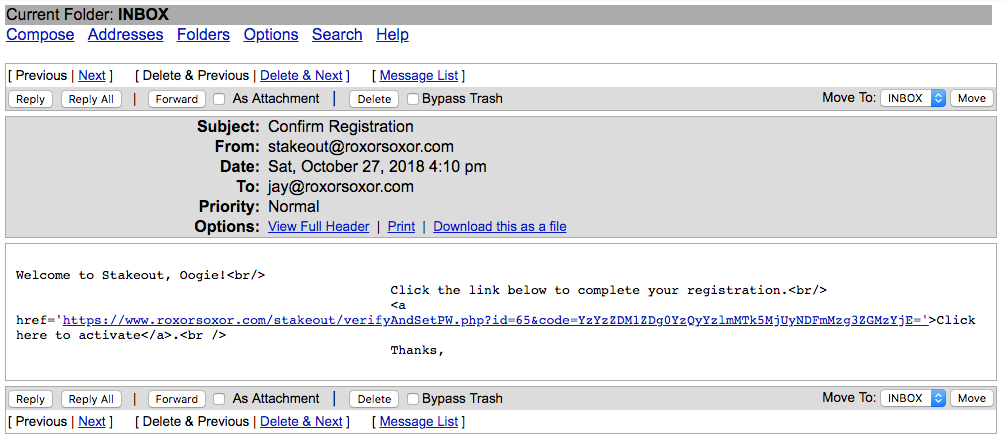 Current Folder: INBOX
Compose Addresses Folders Options Search Help
[ Previous | Next ] [ Delete & Previous | Delete & Next ] [ Message List ]
Reply Reply All | Forward As Attachment | Delete Bypass Trash Move To: INBOX Move
Subject: Confirm Registration
From: stakeout@roxorsoxor.com
Date: Sat, October 27, 2018 4:10 pm
To: jay@roxorsoxor.com
Priority: Normal
Options: View Full Header | Print | Download this as a file
Welcome to Stakeout, Oogie!<br/>
Click the link below to complete your registration.<br/>
<a
href='https://www.roxorsoxor.com/stakeout/verifyAndSetPW.php?id=65&code=YzYzZDM1ZDg0YzQyYzlmMTk5MjUyNDFmMzg3ZGMzYjE='>Click
here to activate</a>.<br />
Thanks,
Reply Reply All | Forward As Attachment | Delete Bypass Trash Move To: INBOX Move
[ Previous | Next ] [ Delete & Previous | Delete & Next ] [ Message List ]